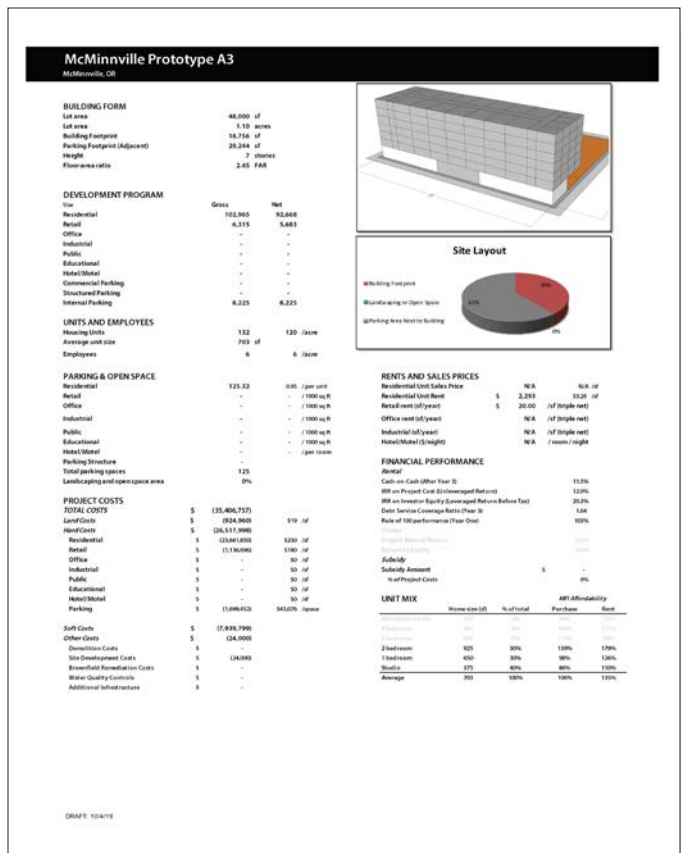 McMinnville Prototype A3
McMinnville, OR
BUILDING FORM
Lot area 48,000 sf
Lot area 1.10 acres
Building Footprint 18,756 sf
Parking Footprint (Adjacent) 29,244 sf
Height 7 stories
Floor-area ratio 2.45 FAR
DEVELOPMENT PROGRAM
Use Gross Net
Residential 102,965 92,668
Retail 6,315 5,683
Office - -
Industrial - -
Public - -
Educational - -
Hotel/Motel - -
Commercial Parking - -
Structured Parking - -
Internal Parking 8,225 8,225
Site Layout
Building Footprint
Landscaping or Open Space
Parking Area Next to Building
39%
61%
0%
UNITS AND EMPLOYEES
Housing Units 132 120 /acre
Average unit size 703 sf
Employees 6 6 /acre
PARKING & OPEN SPACE
Residential 125.32 0.95 / per unit
Retail - - / 1000 sq ft
Office - - / 1000 sq ft
Industrial - - / 1000 sq ft
Public - - / 1000 sq ft
Educational - - / 1000 sq ft
Hotel/Motel - - / per room
Parking Structure -
Total parking spaces 125
Landscaping and open space area 0%
PROJECT COSTS
TOTAL COSTS $ (35,406,757)
Land Costs $ (924,960) $19 /sf
Hard Costs $ (26,517,998)
Residential $ $230 /sf
Retail $ $180 /sf
Office $ - $0 /sf
Industrial $ - $0 /sf
Public $ - $0 /sf
Educational $ - $0 /sf
Hotel/Motel $ - $0 /sf
Parking $ /space
Soft Costs $ (7,939,799)
Other Costs $ (24,000)
Demolition Costs $ -
Site Development Costs $ (24,000)
Brownfield Remediation Costs $ -
Water Quality Controls $ -
Additional Infrastructure $ -
RENTS AND SALES PRICES
Residential Unit Sales Price N/A N/A /sf
Residential Unit Rent $ 2,293 $3.26 /sf
Retail rent (sf/year) $ 20.00 /sf (triple net)
Office rent (sf/year) N/A /sf (triple net)
Industrial (sf/year) N/A /sf (triple net)
Hotel/Motel ($/night) N/A / room / night
FINANCIAL PERFORMANCE
Rental
Cash-on-Cash (After Year 3) 11.5%
IRR on Project Cost (Unleveraged Return) 12.0%
IRR on Investor Equity (Leveraged Return Before Tax) 20.3%
Debt Service Coverage Ratio (Year 3) 1.64
Rule of 100 performance (Year One) 103%
Subsidy
Subsidy Amount $ -
% of Project Costs 0%
UNIT MIX MFI Affordability
Home size (sf) % of total Purchase Rent
2 bedroom 925 30% 139% 179%
1 bedroom 650 30% 98% 126%
Studio 375 40% 110%
Average 703 100% 106% 135%
DRAFT: 10/4/19